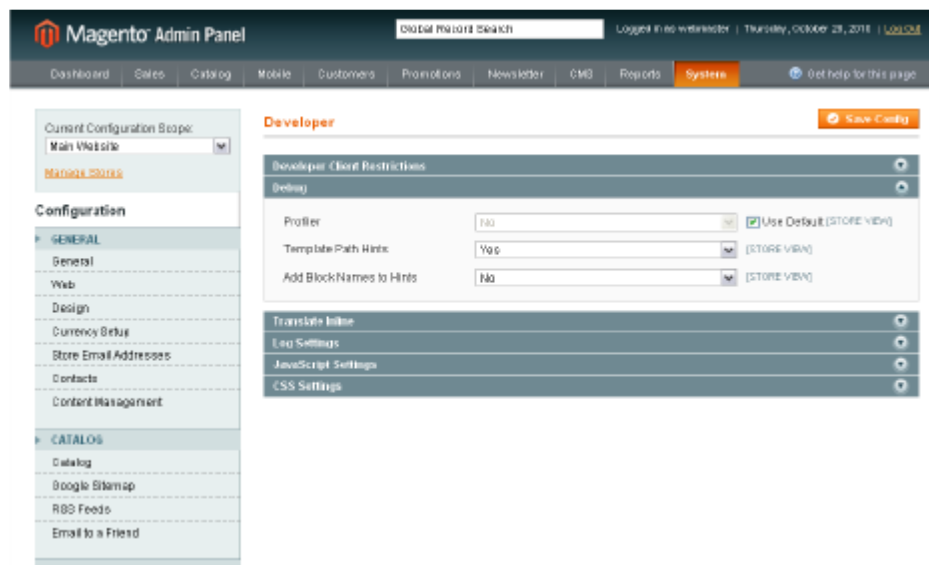 Magento Admin Panel
Global Record Search
Logged in as webminster | Thursday, October 28, 2010 | Log Out
Dashboard Sales Catalog Mobile Customers Promotions Newsletter CMS Reports System Get help for this page
Current Configuration Scope:
Main Website
Manage Stores
Configuration
GENERAL
General
Web
Design
Currency Setup
Store Email Addresses
Contacts
Content Management
CATALOG
Catalog
Google Sitemap
RSS Feeds
Email to a Friend
Developer
Save Config
Developer Client Restrictions
Debug
Profiler No Use Default [STORE VIEW]
Template Path Hints Yes [STORE VIEW]
Add Block Names to Hints No [STORE VIEW]
Translate Inline
Log Settings
JavaScript Settings
CSS Settings